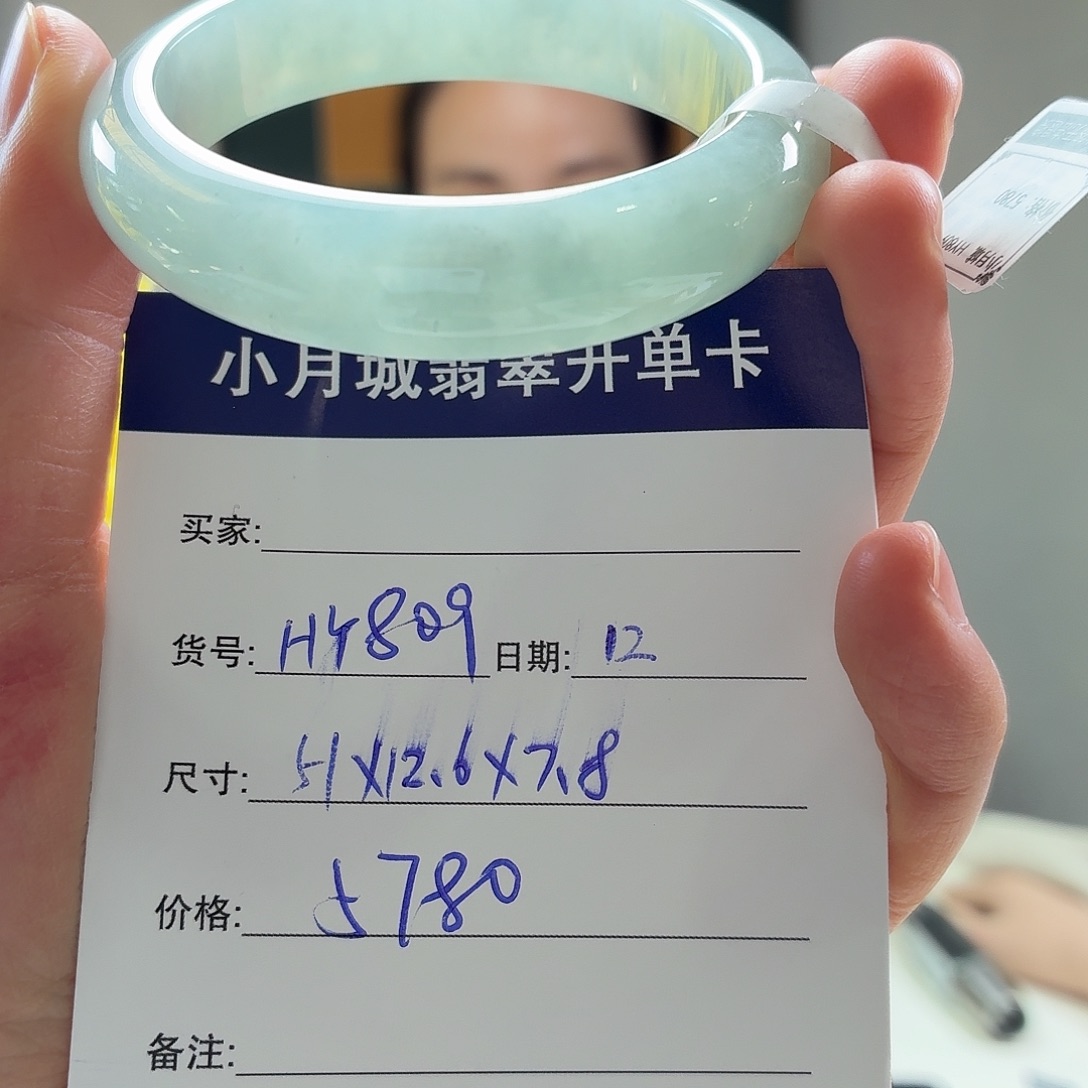 小月城翡翠开单卡
买家:
货号: HY809 日期: 12
尺寸: 51X12.6X7.8
价格: 5780
备注: